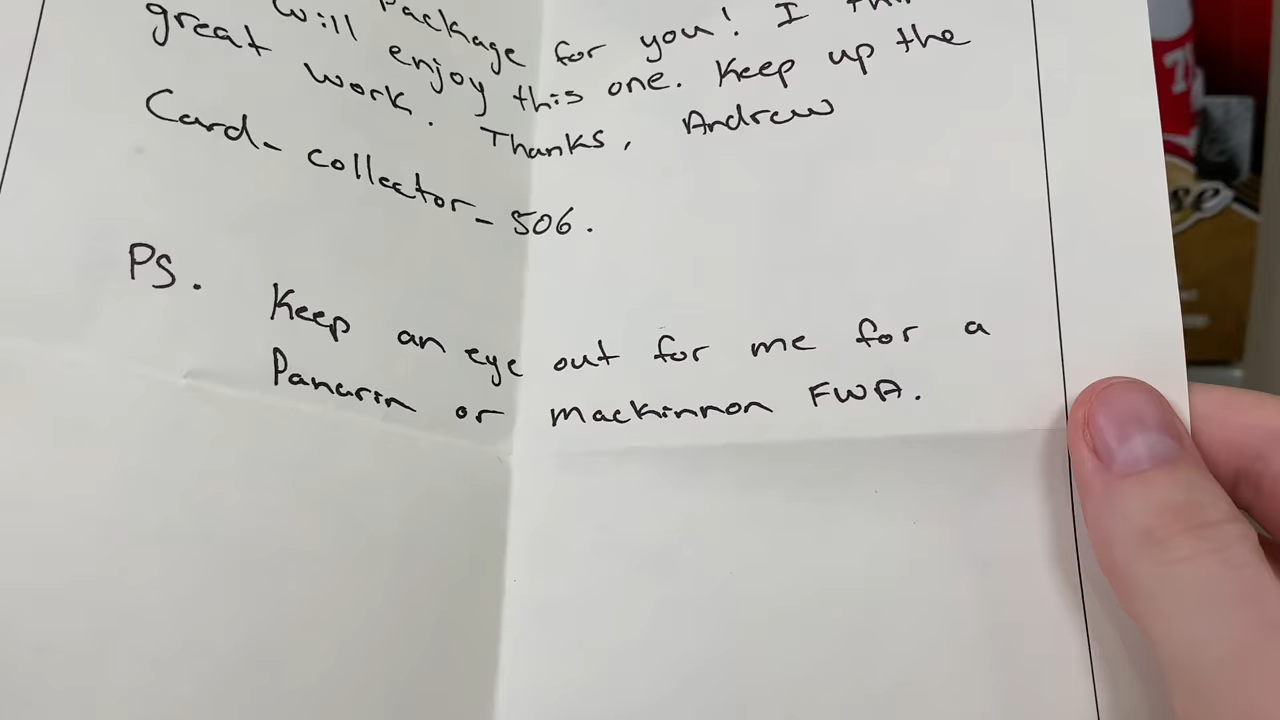 Package for you! I
will enjoy this one. Keep up the
great work. Thanks, Andrew
Card-collector-506.
PS. Keep an eye out for me for a
Panarin or mackinnon FWA.